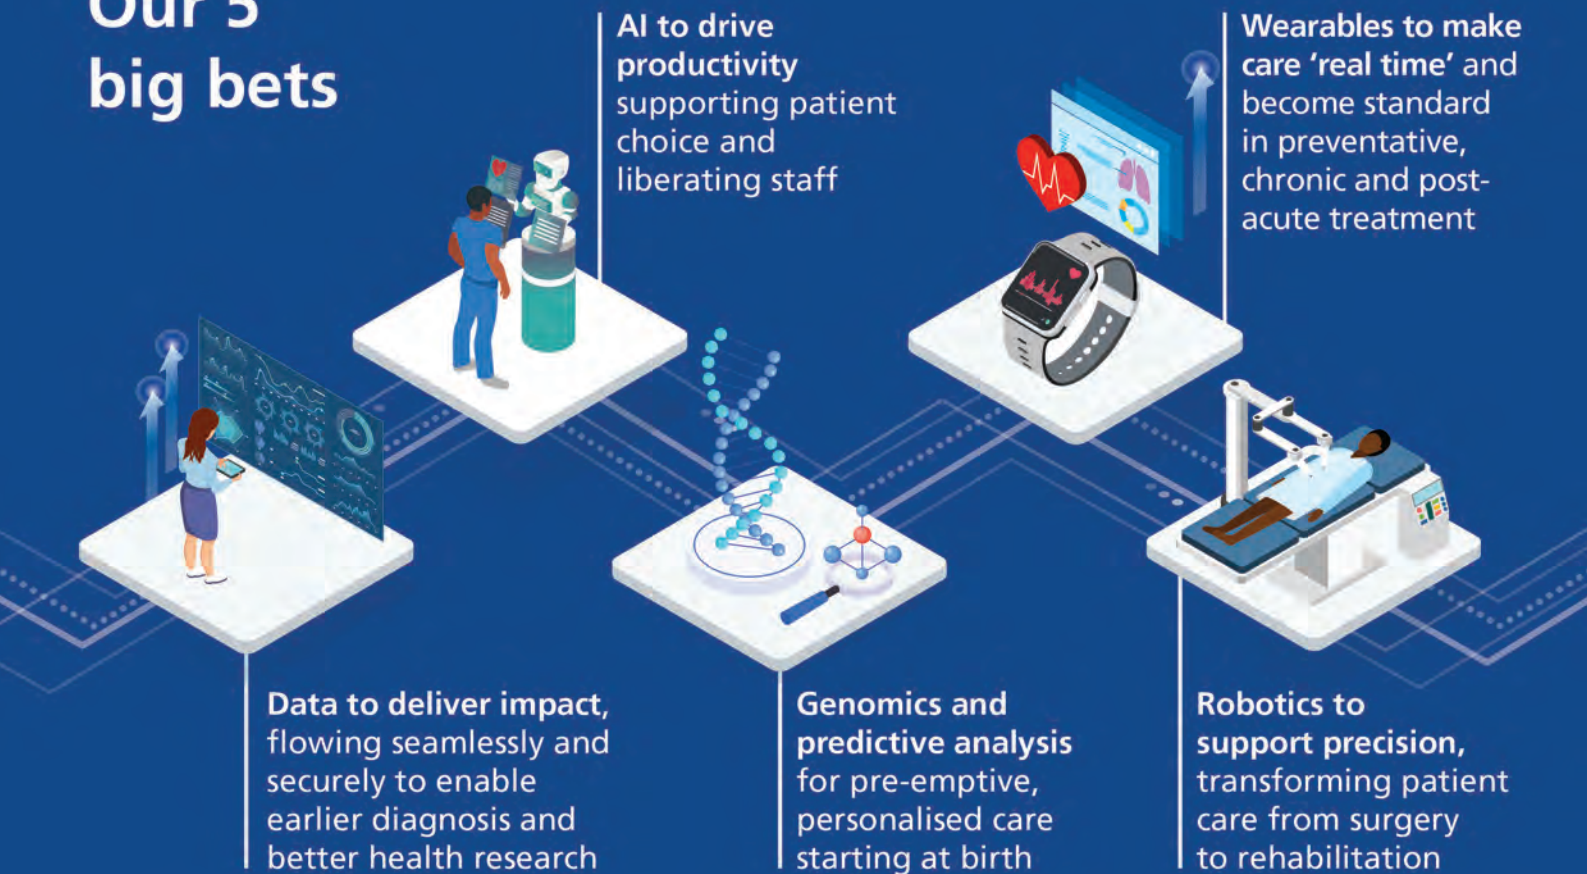 Our 5
big bets
AI to drive
productivity
supporting patient
choice and
liberating staff
Wearables to make
care ‘real time’ and
become standard
in preventative,
chronic and post-
acute treatment
Data to deliver impact,
flowing seamlessly and
securely to enable
earlier diagnosis and
better health research
Genomics and
predictive analysis
for pre-emptive,
personalised care
starting at birth
Robotics to
support precision,
transforming patient
care from surgery
to rehabilitation